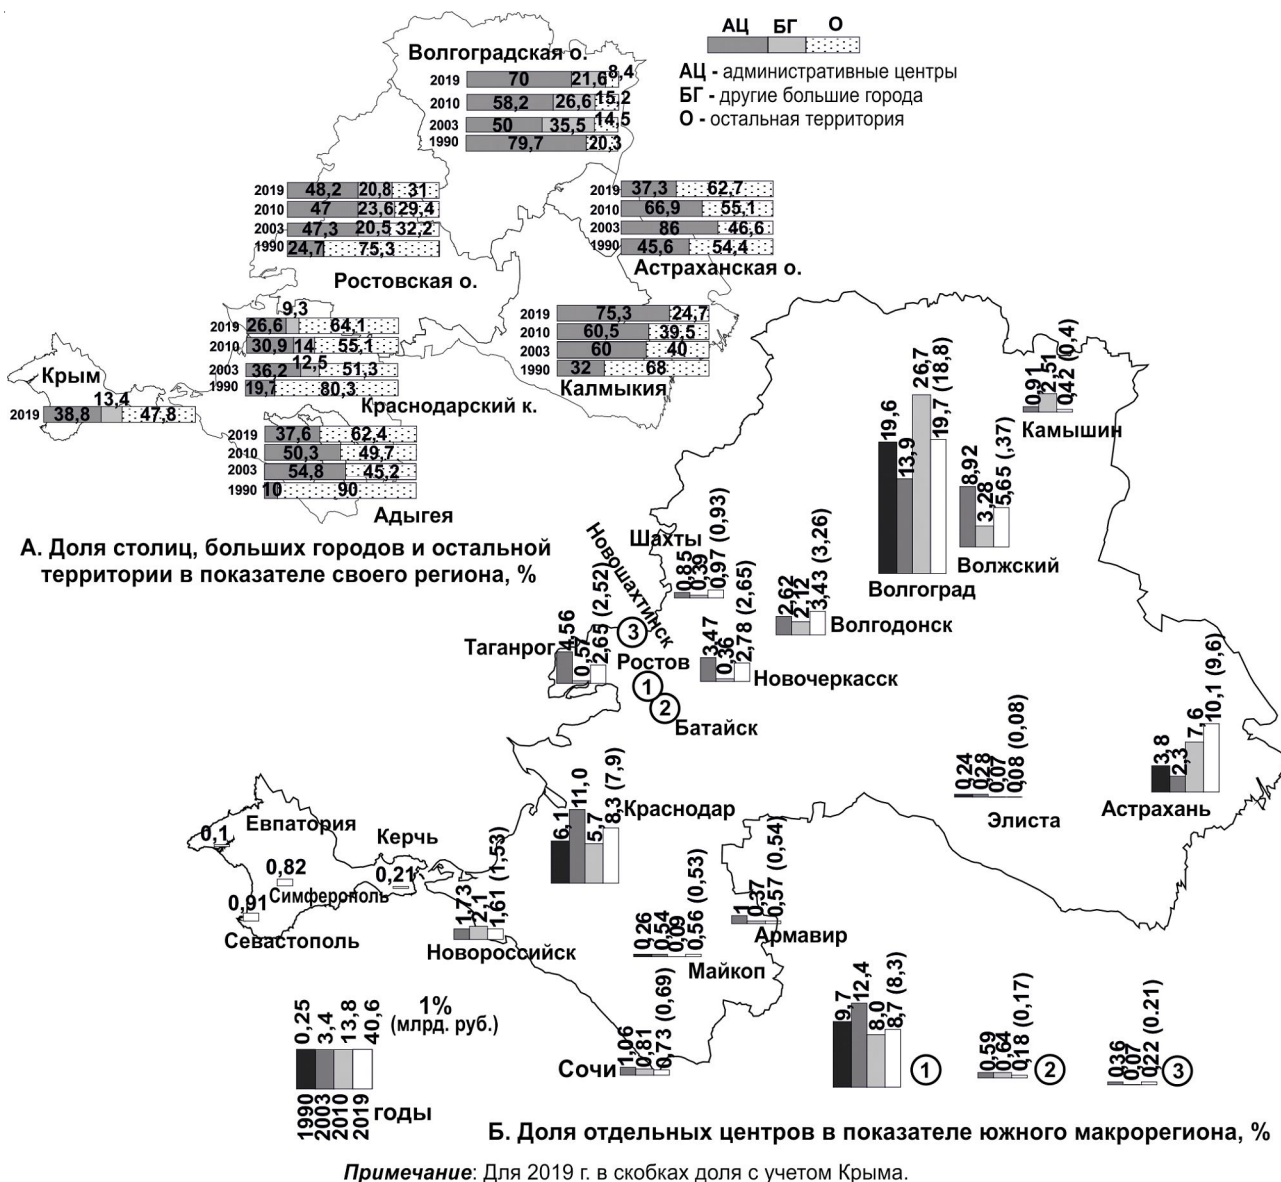 АЦ БГ О
АЦ - административные центры
БГ - другие большие города
О - остальная территория
Волгоградская о.
2019 70 21,6 8,4
2010 58,2 26,6 15,2
2003 50 35,5 14,5
1990 79,7 20,3
2019 48,2 20,8 31
2010 47 23,6 29,4
2003 47,3 20,5 32,2
1990 24,7 75,3
Ростовская о.
2019 37,3 62,7
2010 66,9 55,1
2003 86 46,6
1990 45,6 54,4
Астраханская о.
9,3
2019 26,6 64,1
2010 30,9 14 55,1
2003 36,2 12,5 51,3
1990 19,7 80,3
Краснодарский к.
2019 75,3 24,7
2010 60,5 39,5
2003 60 40
1990 32 68
Калмыкия
Крым
13,4
2019 38,8 47,8
2019 37,6 62,4
2010 50,3 49,7
2003 54,8 45,2
1990 10 90
Адыгея
А. Доля столиц, больших городов и остальной
территории в показателе своего региона, %
0,91 2,51 0,42 (0,4)
Камышин
19,6 13,9 26,7 19,7 (18,8)
Волгоград
8,92 3,28 5,65 (,37)
Волжский
Шахты
0,85 0,39 0,97 (0,93)
Новошахтинск
3
2,62 2,12 3,43 (3,26)
Волгодонск
Таганрог
4,56 0,57 2,65 (2,52)
Ростов
1
2
Батайск
3,47 0,36 2,78 (2,65)
Новочеркасск
0,24 0,28 0,07 0,08 (0,08)
Элиста
3,8 2,3 7,6 10,1 (9,6)
Астрахань
6,1 11,0 5,7 8,3 (7,9)
Краснодар
0,1
Евпатория
Керчь
0,21
0,82
Симферополь
0,91
Севастополь
1,73 2,1 1,61 (1,53)
Новороссийск
0,26 0,54 0,09 0,56 (0,53)
Майкоп
1 0,37 0,57 (0,54)
Армавир
1,06 0,81 0,73 (0,69)
Сочи
9,7 12,4 8,0 8,7 (8,3) 1
0,59 0,64 0,18 (0,17) 2
0,36 0,07 0,22 (0.21) 3
0,25 3,4 13,8 40,6
1%
(млрд. руб.)
1990 2003 2010 2019
годы
Б. Доля отдельных центров в показателе южного макрорегиона, %
Примечание: Для 2019 г. в скобках доля с учетом Крыма.